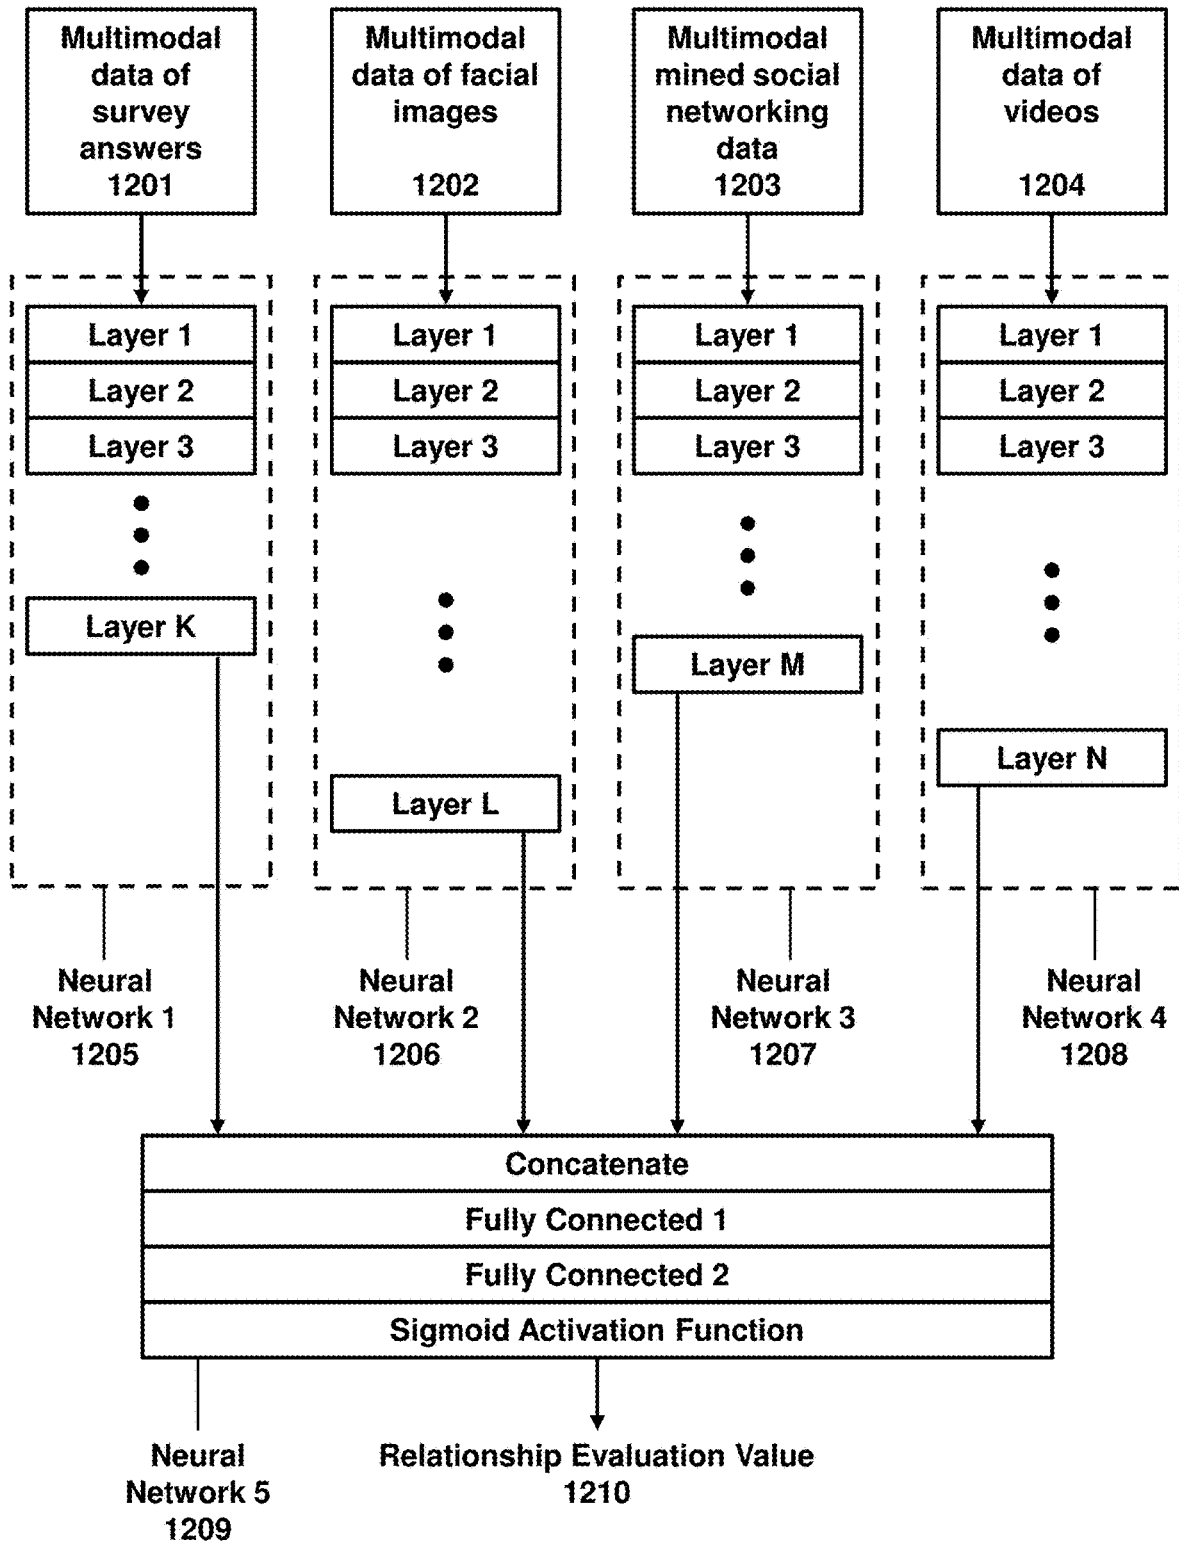 Multimodal
data of
survey
answers
1201
Multimodal
data of facial
images
1202
Multimodal
mined social
networking
data
1203
Multimodal
data of
videos
1204
Layer 1
Layer 2
Layer 3
Layer K
Layer 1
Layer 2
Layer 3
Layer L
Layer 1
Layer 2
Layer 3
Layer M
Layer 1
Layer 2
Layer 3
Layer N
Neural
Network 1
1205
Neural
Network 2
1206
Neural
Network 3
1207
Neural
Network 4
1208
Concatenate
Fully Connected 1
Fully Connected 2
Sigmoid Activation Function
Neural
Network 5
1209
Relationship Evaluation Value
1210